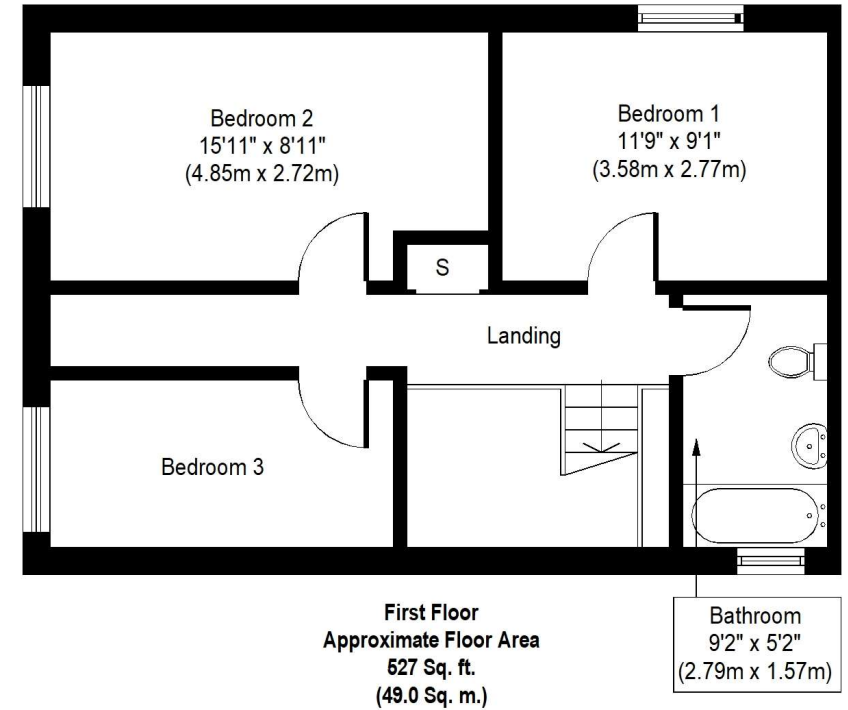 Bedroom 2
15'11" x 8'11"
(4.85m x 2.72m)
Bedroom 1
11'9" x 9'1"
(3.58m x 2.77m)
S
Landing
Bedroom 3
First Floor
Approximate Floor Area
527 Sq. ft.
(49.0 Sq. m.)
Bathroom
9'2" x 5'2"
(2.79m x 1.57m)